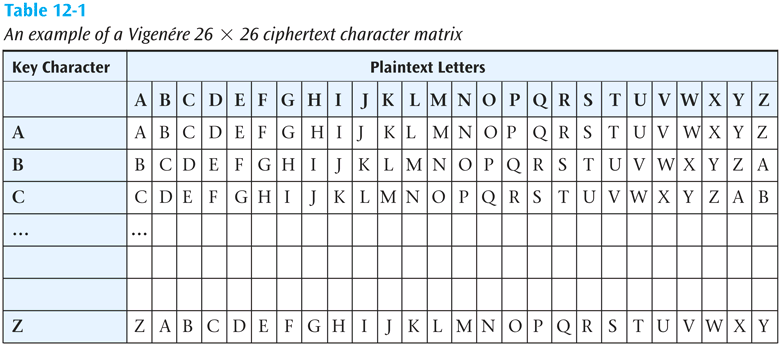 Table 12-1
An example of a Vigenére 26 × 26 ciphertext character matrix
Key Character Plaintext Letters
A B C D E F G H I J K L M N O P Q R S T U V W X Y Z
A A B C D E F G H I J K L M N O P Q R S T U V W X Y Z
B B C D E F G H I J K L M N O P Q R S T U V W X Y Z A
C C D E F G H I J K L M N O P Q R S T U V W X Y Z A B
... ...
Z Z A B C D E F G H I J K L M N O P Q R S T U V W X Y